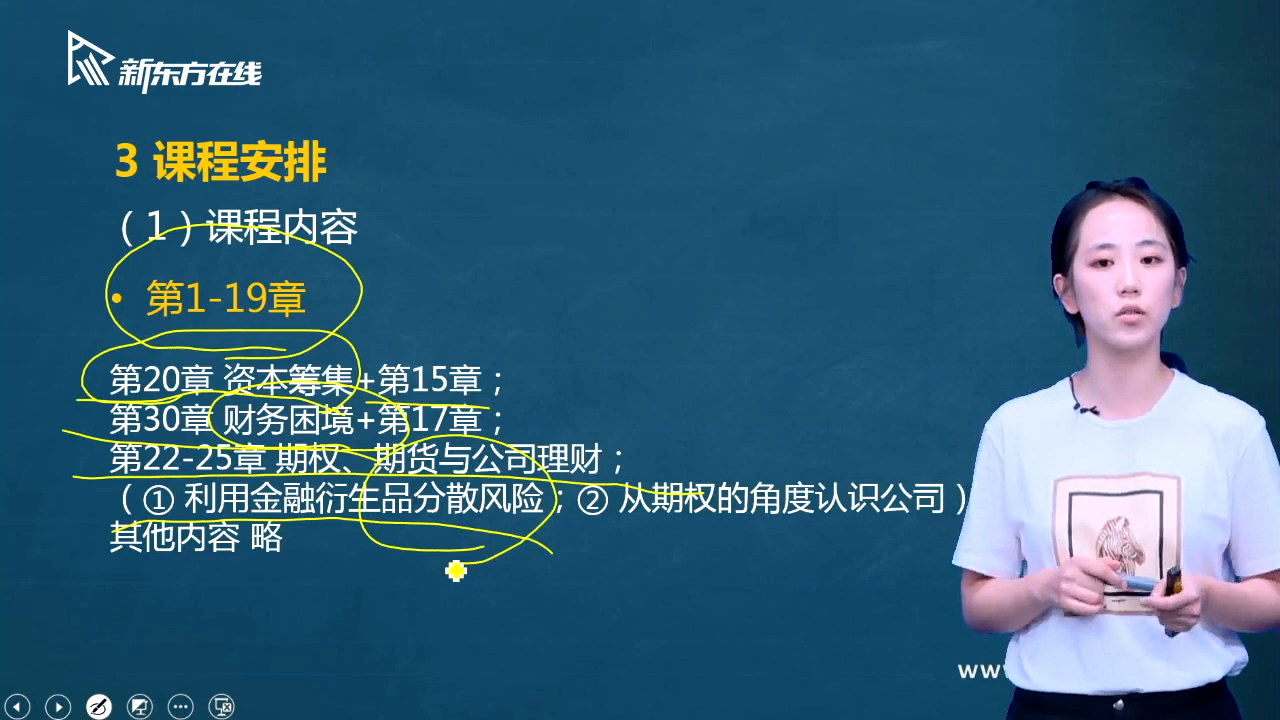 新东方在线
3 课程安排
（1）课程内容
• 第1-19章
第20章 资本筹集+第15章；
第30章 财务困境+第17章；
第22-25章 期权、期货与公司理财；
（① 利用金融衍生品分散风险；② 从期权的角度认识公司）
其他内容 略
www